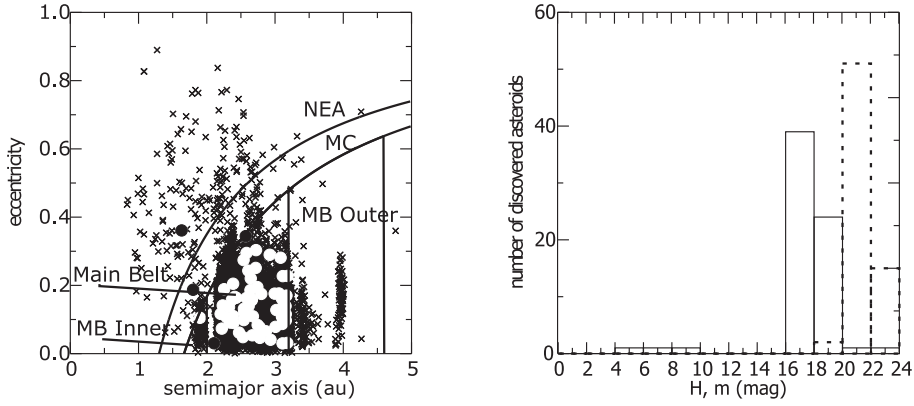 1.0
0.8
0.6
0.4
0.2
0.0
eccentricity
NEA
MC
MB Outer
Main Belt
MB Inner
0 1 2 3 4 5
semimajor axis (au)
60
40
20
0
number of discovered asteroids
0 2 4 6 8 10 12 14 16 18 20 22 24
H, m (mag)